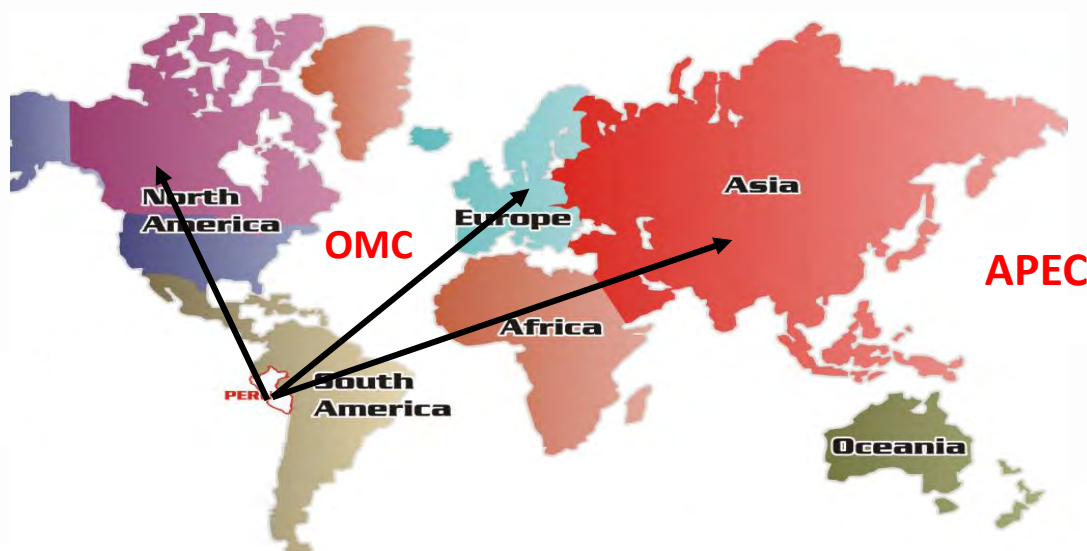 North
America
OMC
Europe
Asia
APEC
Africa
PERU
South
America
Oceania